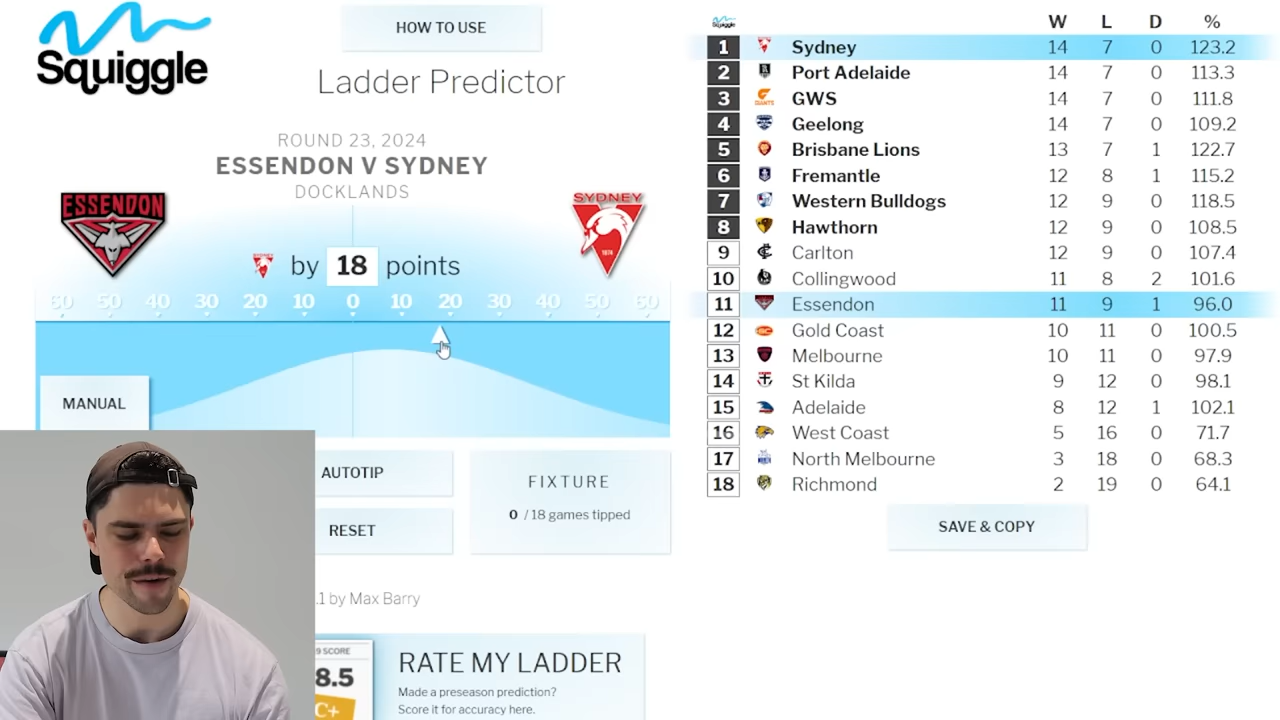 Squiggle
HOW TO USE
Ladder Predictor
ROUND 23, 2024
ESSENDON V SYDNEY
DOCKLANDS
ESSENDON
SYDNEY
by 18 points
60 50 40 30 20 10 0 10 20 30 40 50 60
MANUAL
AUTOTIP
RESET
FIXTURE
0 / 18 games tipped
.1 by Max Barry
9 SCORE
8.5
C+
RATE MY LADDER
Made a preseason prediction?
Score it for accuracy here.
Squiggle W L D %
1 Sydney 14 7 0 123.2
2 Port Adelaide 14 7 0 113.3
3 GWS 14 7 0 111.8
4 Geelong 14 7 0 109.2
5 Brisbane Lions 13 7 1 122.7
6 Fremantle 12 8 1 115.2
7 Western Bulldogs 12 9 0 118.5
8 Hawthorn 12 9 0 108.5
9 Carlton 12 9 0 107.4
10 Collingwood 11 8 2 101.6
11 Essendon 11 9 1 96.0
12 Gold Coast 10 11 0 100.5
13 Melbourne 10 11 0 97.9
14 St Kilda 9 12 0 98.1
15 Adelaide 8 12 1 102.1
16 West Coast 5 16 0 71.7
17 North Melbourne 3 18 0 68.3
18 Richmond 2 19 0 64.1
SAVE & COPY